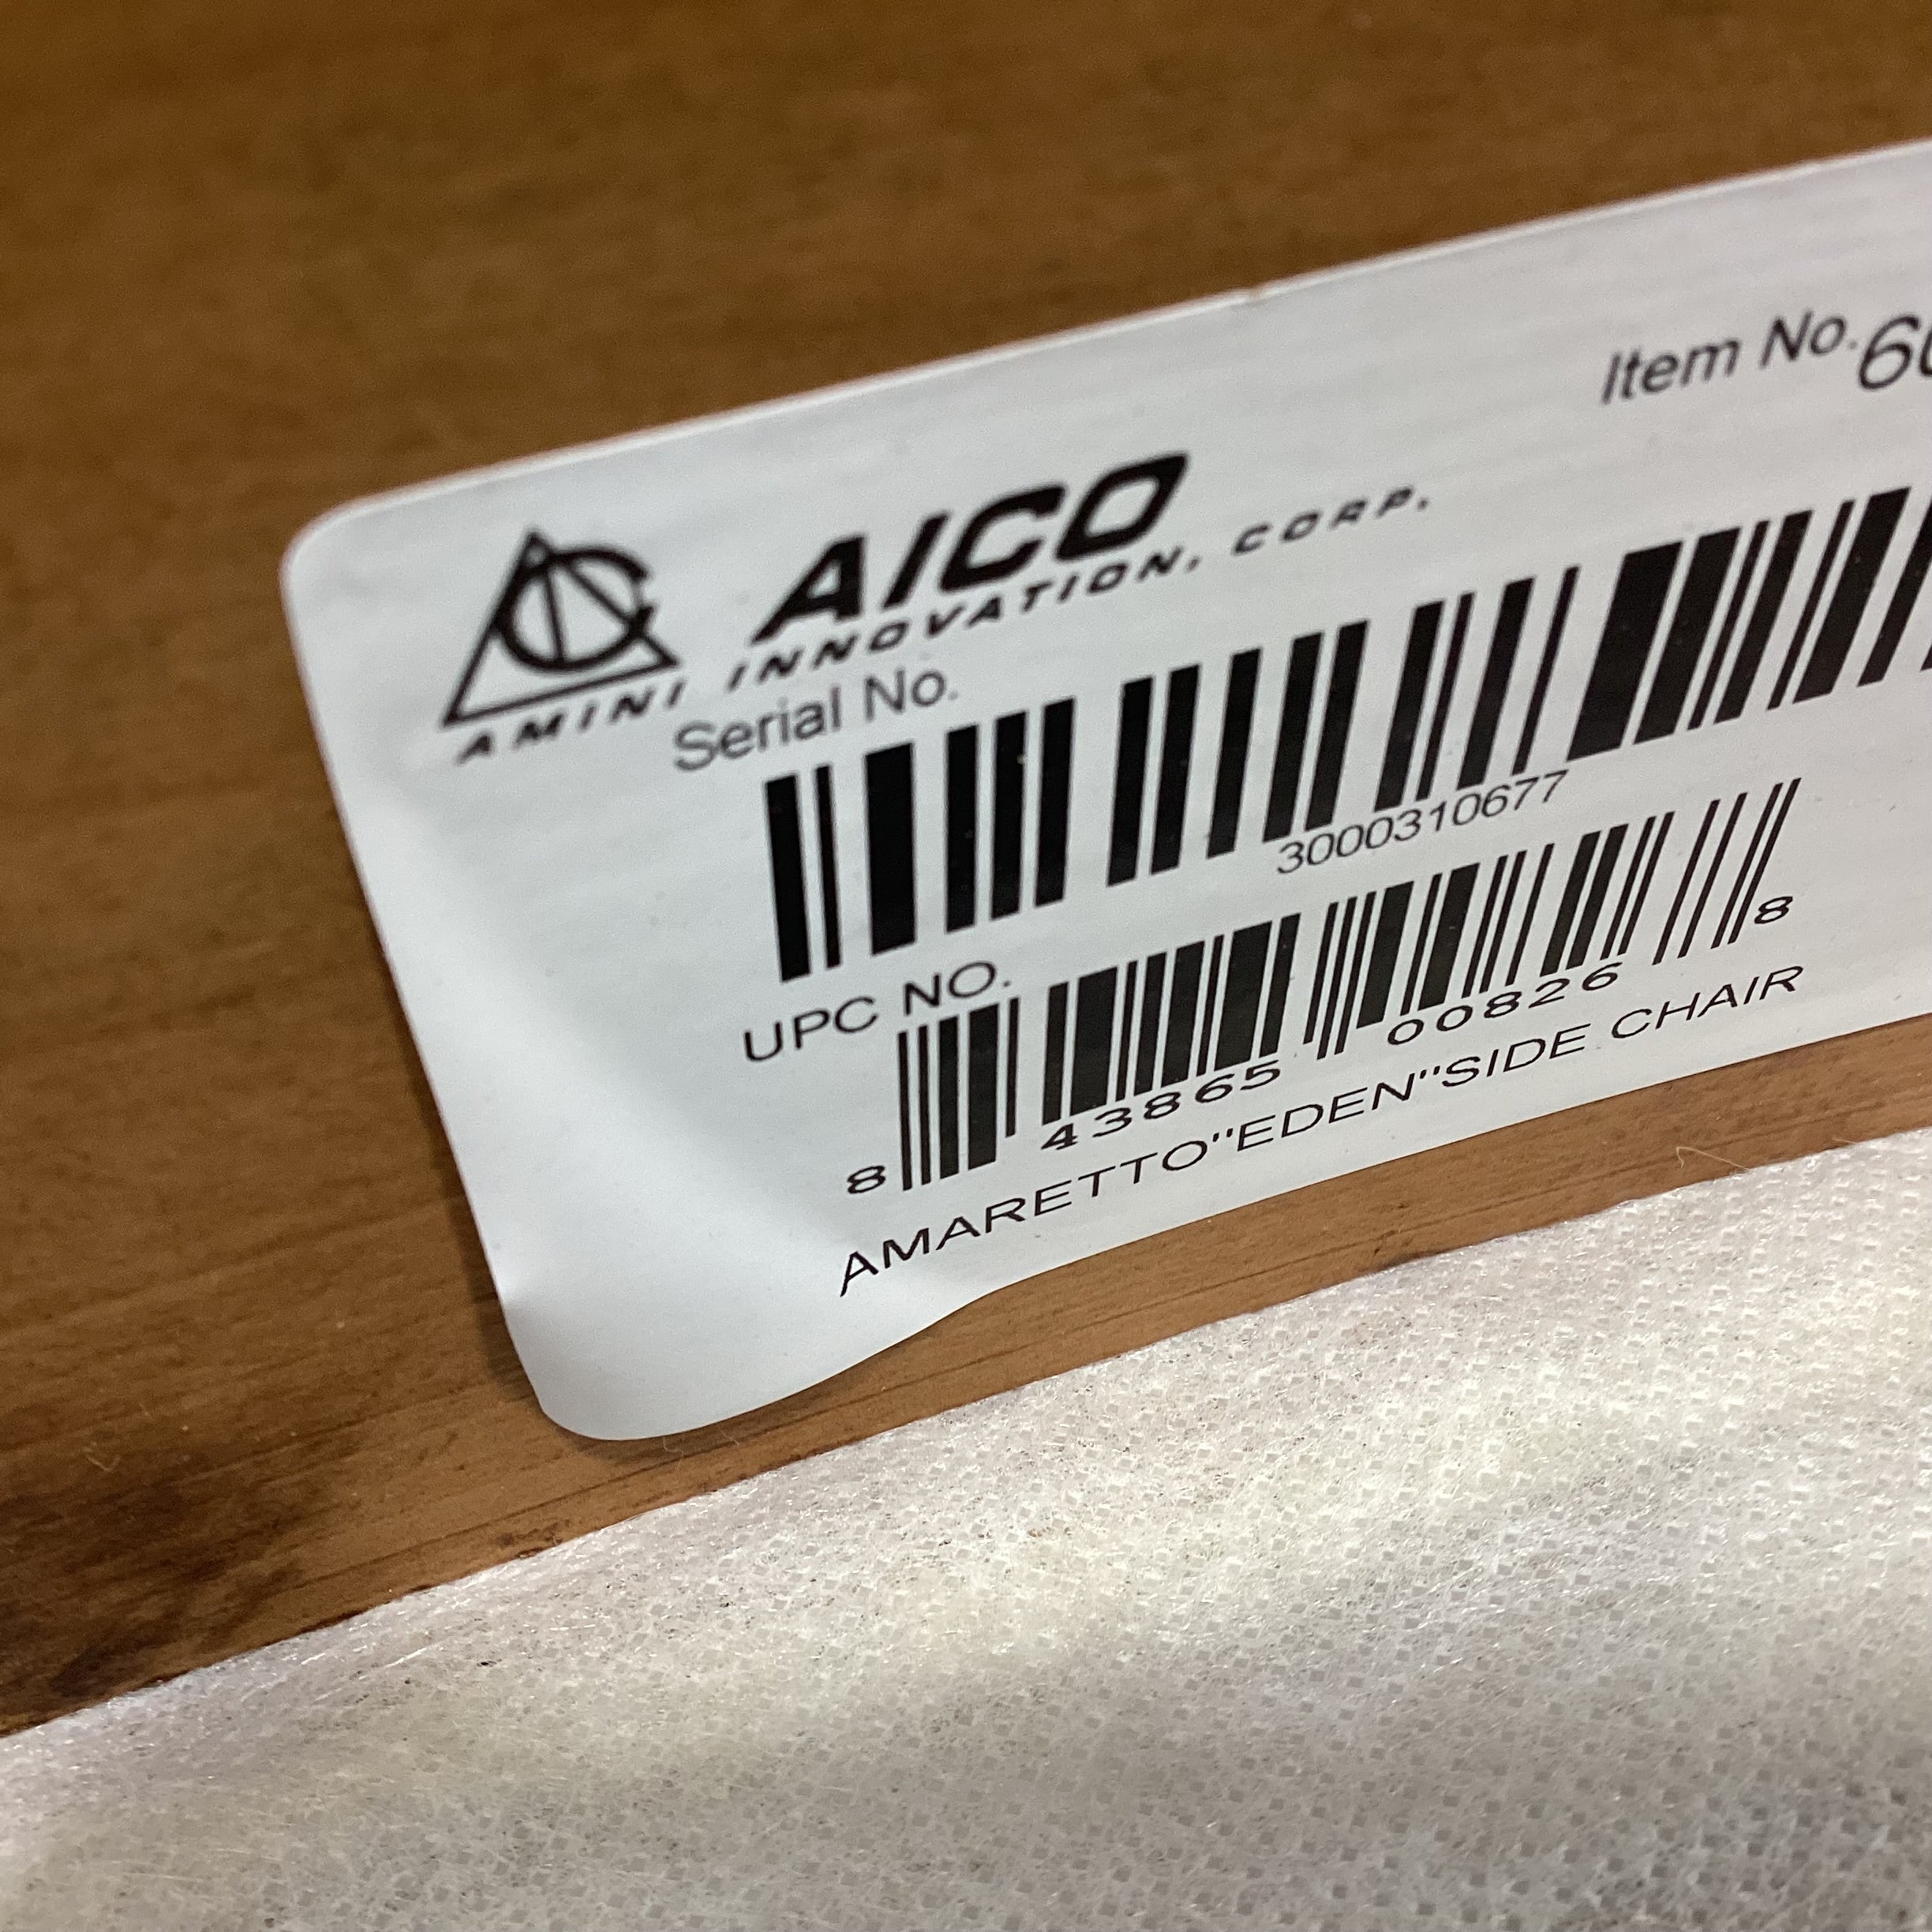 AICO
AMINI INNOVATION, CORP.
Item No. 60
Serial No.
3000310677
UPC NO.
8 43865 00826 8
AMARETTO"EDEN"SIDE CHAIR